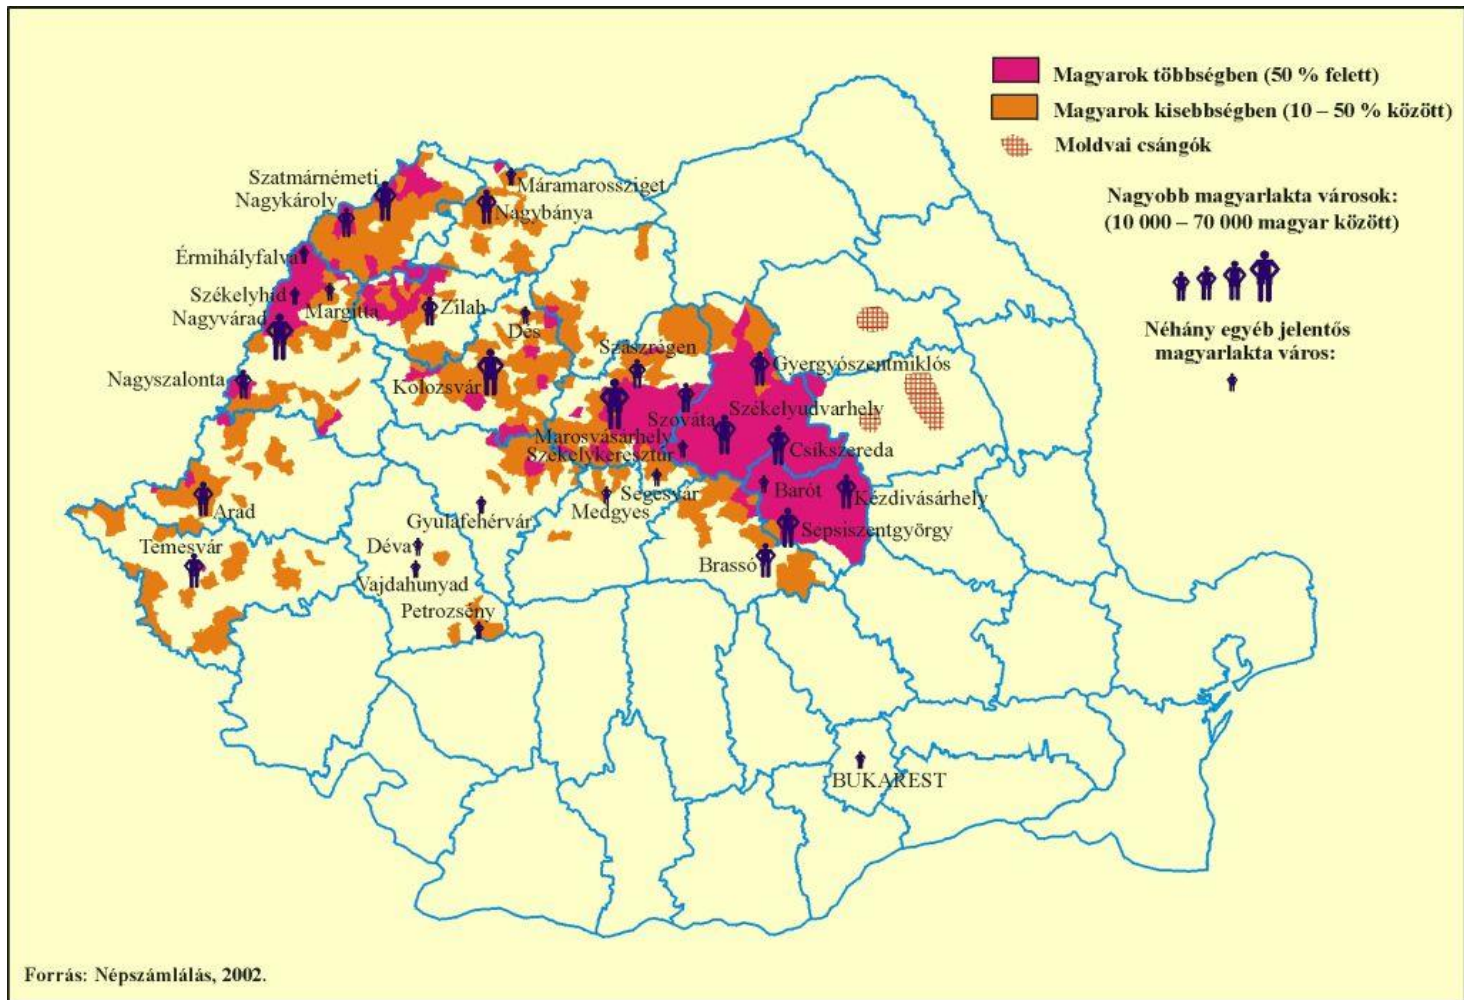 Magyarok többségben (50 % felett)
Magyarok kisebbségben (10 – 50 % között)
Moldvai csángók
Nagyobb magyarlakta városok:
(10 000 – 70 000 magyar között)
Néhány egyéb jelentős
magyarlakta város:
Szatmárnémeti
Nagykároly
Máramarossziget
Nagybánya
Érmihályfalva
Székelyhíd
Margitta
Nagyvárad
Zilah
Dés
Szászrégen
Gyergyószentmiklós
Nagyszalonta
Kolozsvár
Szováta
Székelyudvarhely
Marosvásárhely
Csíkszereda
Székelykeresztúr
Segesvár
Barót
Kézdivásárhely
Medgyes
Arad
Gyulafehérvár
Sepsiszentgyörgy
Temesvár
Déva
Brassó
Vajdahunyad
Petrozsény
BUKAREST
Forrás: Népszámlálás, 2002.